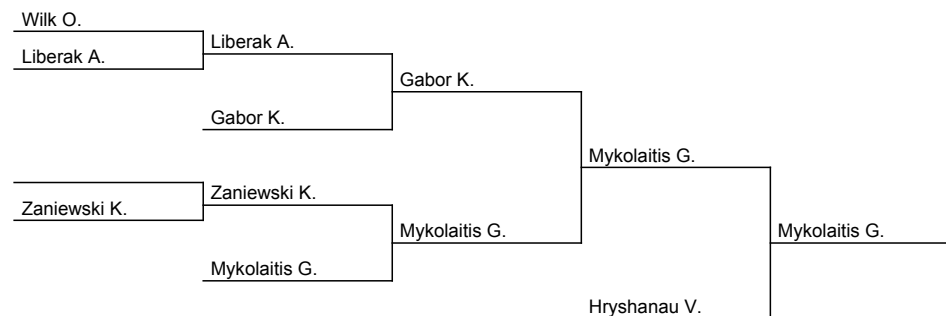 Wilk O.
Liberak A.
Liberak A.
Gabor K.
Gabor K.
Mykolaitis G.
Zaniewski K.
Zaniewski K.
Mykolaitis G.
Mykolaitis G.
Mykolaitis G.
Hryshanau V.